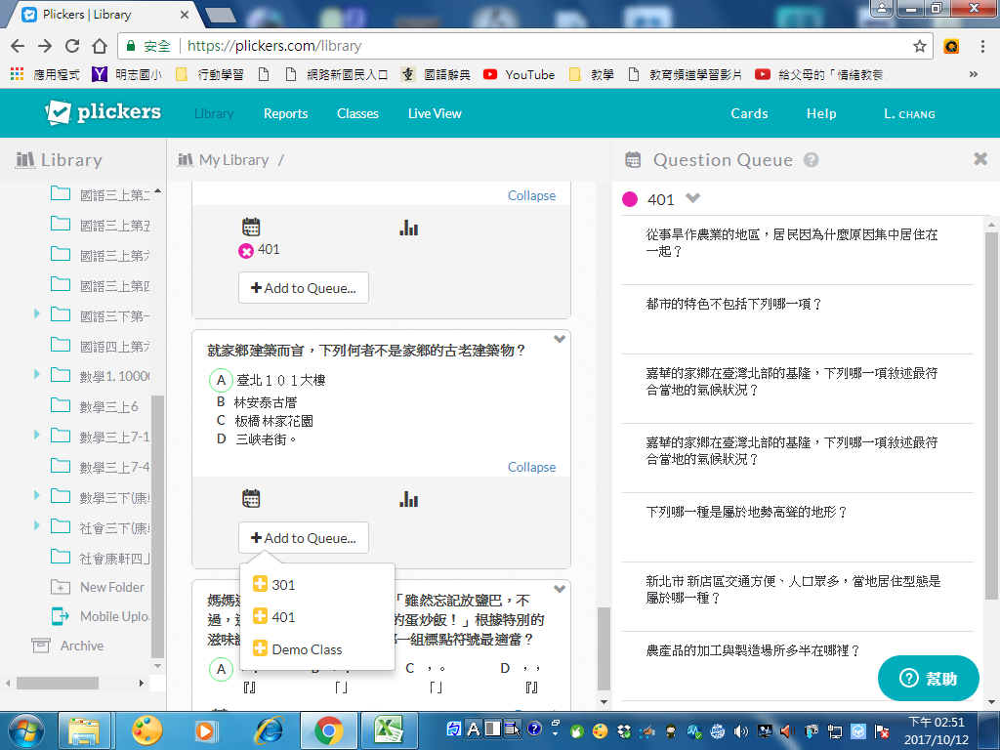 Plickers | Library
安全 https://plickers.com/library
應用程式 明志國小 行動學習 網路新國民入口 國語辭典 YouTube 教學 教育頻道學習影片 給父母的「情緒教養
plickers Library Reports Classes Live View Cards Help L. CHANG
Library
國語三上第二
國語三上第五
國語三上第六
國語三上第四
國語三下第一
國語四上第六
數學1. 10000
數學三上6
數學三上7-1
數學三上7-4
數學三下(康
社會三下(康
社會康軒四上
New Folder
Mobile Uplo
Archive
My Library /
Collapse
401
Add to Queue...
就家鄉建築而言，下列何者不是家鄉的古老建築物？
A 臺北１０１大樓
B 林安泰古厝
C 板橋林家花園
D 三峽老街。
Collapse
Add to Queue...
301
401
Demo Class
「雖然忘記放鹽巴，不
的蛋炒飯！」根據特別的
一組標點符號最適當？
A
『』
「」
C ，。
「」
D ，，
『』
Question Queue
401
從事旱作農業的地區，居民因為什麼原因集中居住在
一起？
都市的特色不包括下列哪一項？
嘉華的家鄉在臺灣北部的基隆，下列哪一項敘述最符
合當地的氣候狀況？
嘉華的家鄉在臺灣北部的基隆，下列哪一項敘述最符
合當地的氣候狀況？
下列哪一種是屬於地勢高聳的地形？
新北市 新店區交通方便、人口眾多，當地居住型態是
屬於哪一種？
農產品的加工與製造場所多半在哪裡？
幫助
下午 02:51
2017/10/12